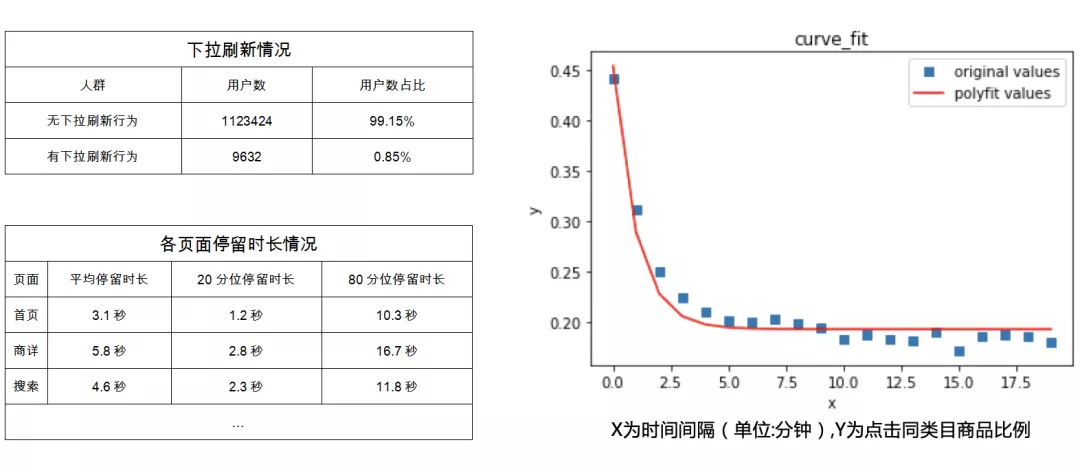 下拉刷新情况
人群 用户数 用户数占比
无下拉刷新行为 1123424 99.15%
有下拉刷新行为 9632 0.85%
各页面停留时长情况
页面 平均停留时长 20 分位停留时长 80 分位停留时长
首页 3.1 秒 1.2 秒 10.3 秒
商详 5.8 秒 2.8 秒 16.7 秒
搜索 4.6 秒 2.3 秒 11.8 秒
...
curve_fit
original values
polyfit values
0.45
0.40
0.35
0.30
0.25
0.20
y
0.0 2.5 5.0 7.5 10.0 12.5 15.0 17.5
x
X为时间间隔（单位:分钟）,Y为点击同类目商品比例